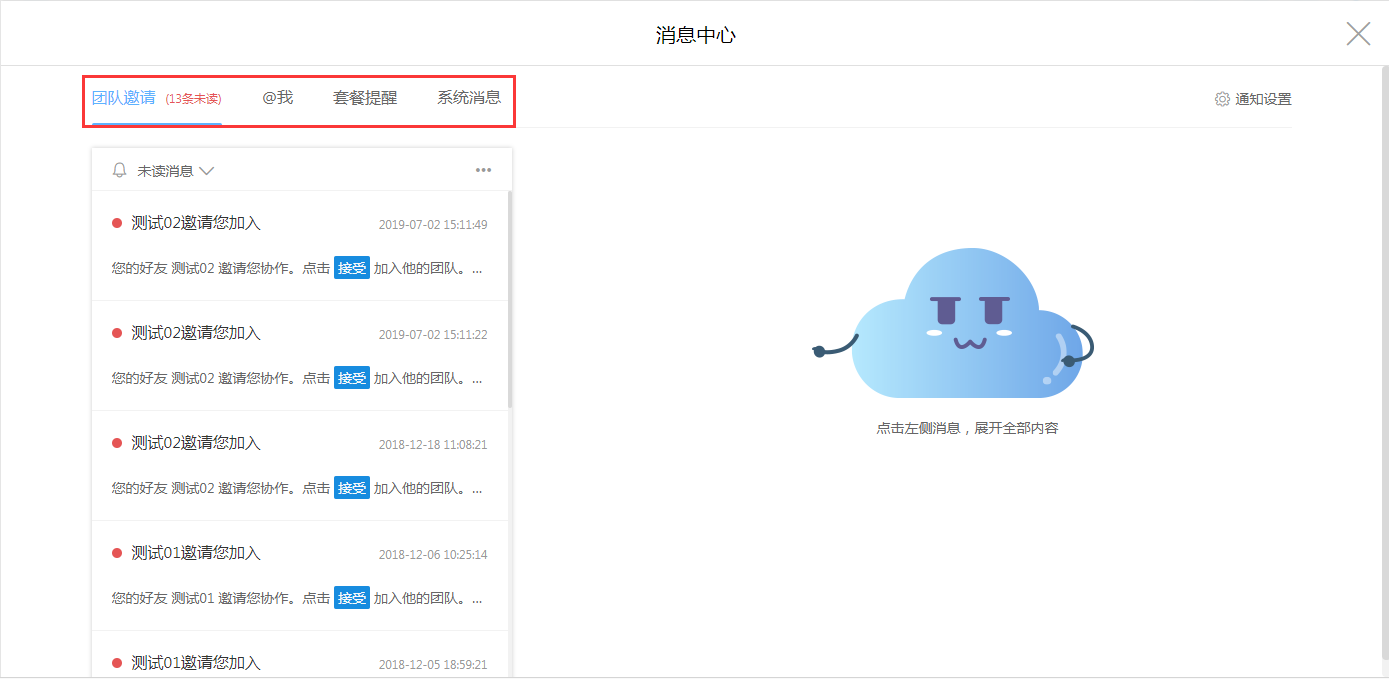 消息中心
团队邀请 (13条未读) @我 套餐提醒 系统消息 通知设置
未读消息
测试02邀请您加入 2019-07-02 15:11:49
您的好友 测试02 邀请您协作。点击 接受 加入他的团队。...
测试02邀请您加入 2019-07-02 15:11:22
您的好友 测试02 邀请您协作。点击 接受 加入他的团队。...
测试02邀请您加入 2018-12-18 11:08:21
您的好友 测试02 邀请您协作。点击 接受 加入他的团队。...
测试01邀请您加入 2018-12-06 10:25:14
您的好友 测试01 邀请您协作。点击 接受 加入他的团队。...
测试01邀请您加入 2018-12-05 18:59:21
点击左侧消息，展开全部内容